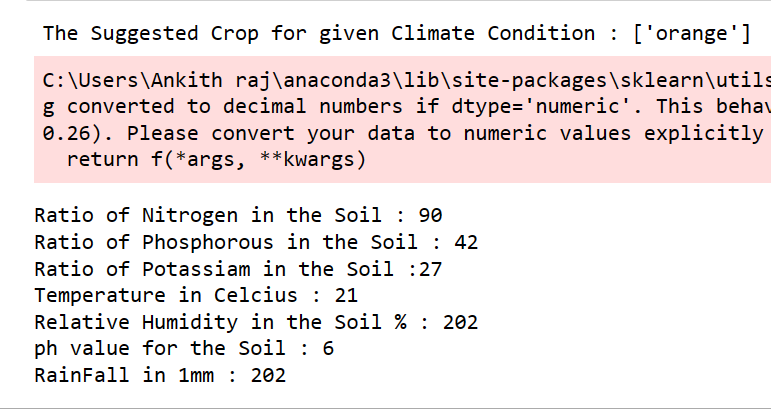 The Suggested Crop for given Climate Condition : ['orange']
C:\Users\Ankith raj\anaconda3\lib\site-packages\sklearn\utils
g converted to decimal numbers if dtype='numeric'. This behav
0.26). Please convert your data to numeric values explicitly
return f(*args, **kwargs)
Ratio of Nitrogen in the Soil : 90
Ratio of Phosphorous in the Soil : 42
Ratio of Potassiam in the Soil :27
Temperature in Celcius : 21
Relative Humidity in the Soil % : 202
ph value for the Soil : 6
RainFall in 1mm : 202